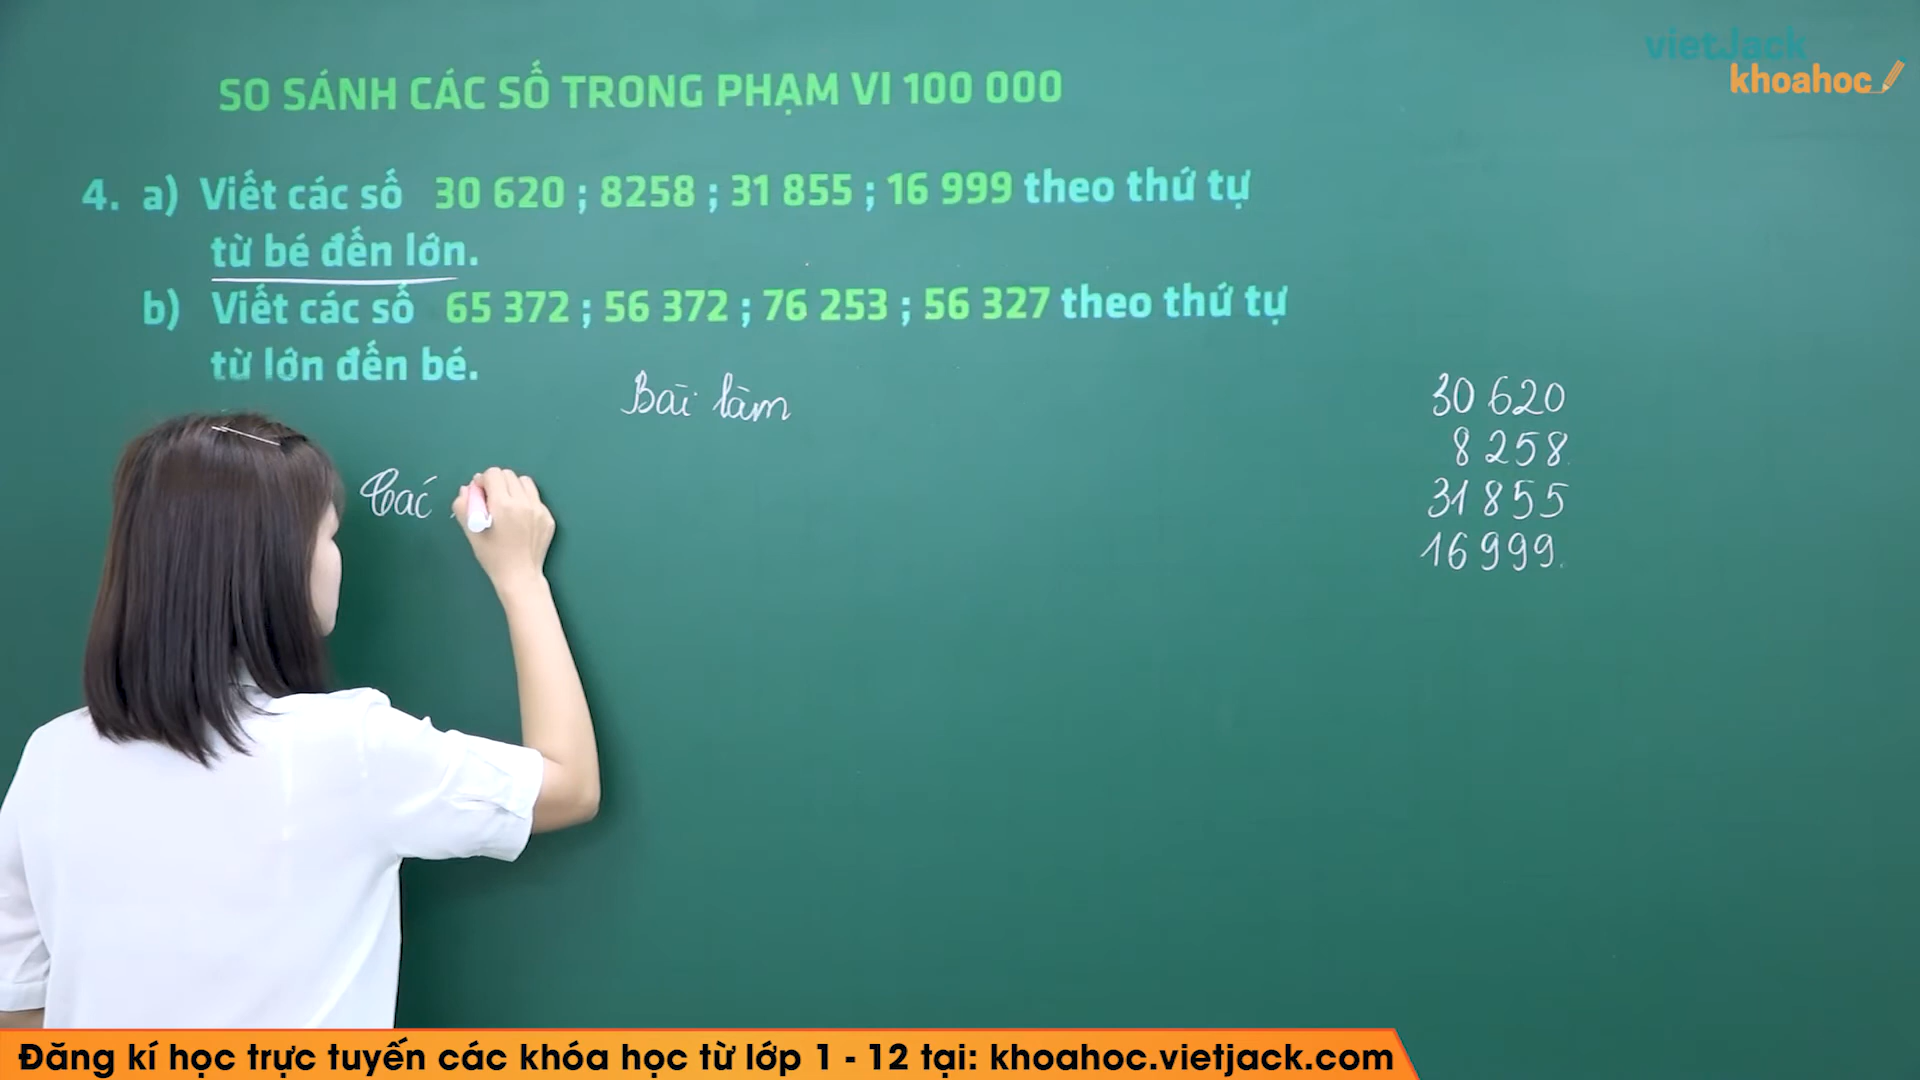 vietJack
khoahoc
SO SÁNH CÁC SỐ TRONG PHẠM VI 100 000
4. a) Viết các số 30 620 ; 8258 ; 31 855 ; 16 999 theo thứ tự
từ bé đến lớn.
b) Viết các số 65 372 ; 56 372 ; 76 253 ; 56 327 theo thứ tự
từ lớn đến bé.
Bài làm
Các
30 620
8 258
31 855
16 999
Đăng kí học trực tuyến các khóa học từ lớp 1 - 12 tại: khoahoc.vietjack.com